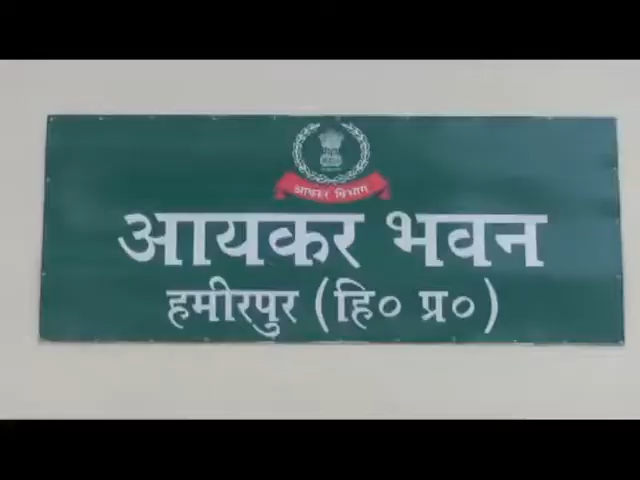 आयकर विभाग
आयकर भवन
हमीरपुर (हि० प्र०)